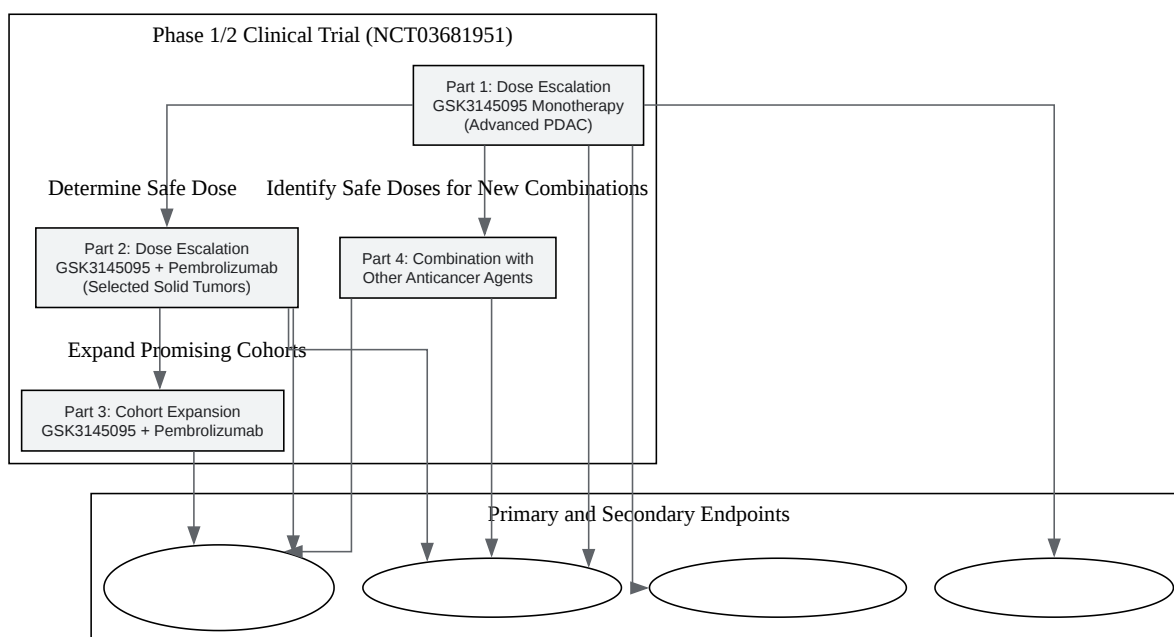 Phase 1/2 Clinical Trial (NCT03681951)
Part 1: Dose Escalation
GSK3145095 Monotherapy
(Advanced PDAC)
Determine Safe Dose
Identify Safe Doses for New Combinations
Part 2: Dose Escalation
GSK3145095 + Pembrolizumab
(Selected Solid Tumors)
Part 4: Combination with
Other Anticancer Agents
Expand Promising Cohorts
Part 3: Cohort Expansion
GSK3145095 + Pembrolizumab
Primary and Secondary Endpoints